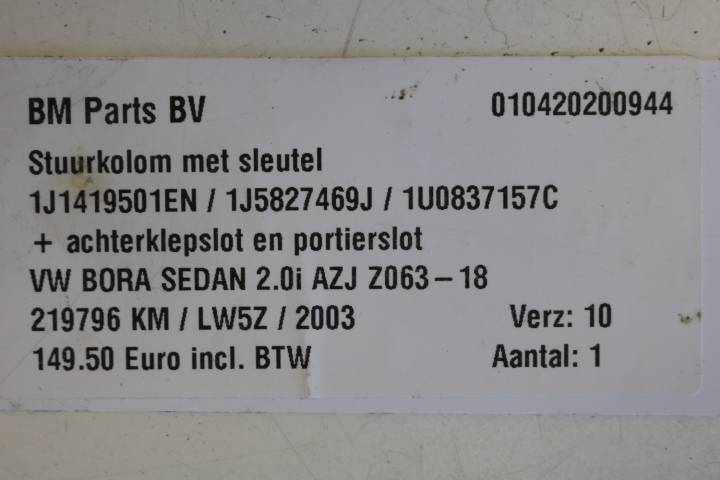 BM Parts BV 010420200944
Stuurkolom met sleutel
1J1419501EN / 1J5827469J / 1U0837157C
+ achterklepslot en portierslot
VW BORA SEDAN 2.0i AZJ Z063-18
219796 KM / LW5Z / 2003 Verz: 10
149.50 Euro incl. BTW Aantal: 1